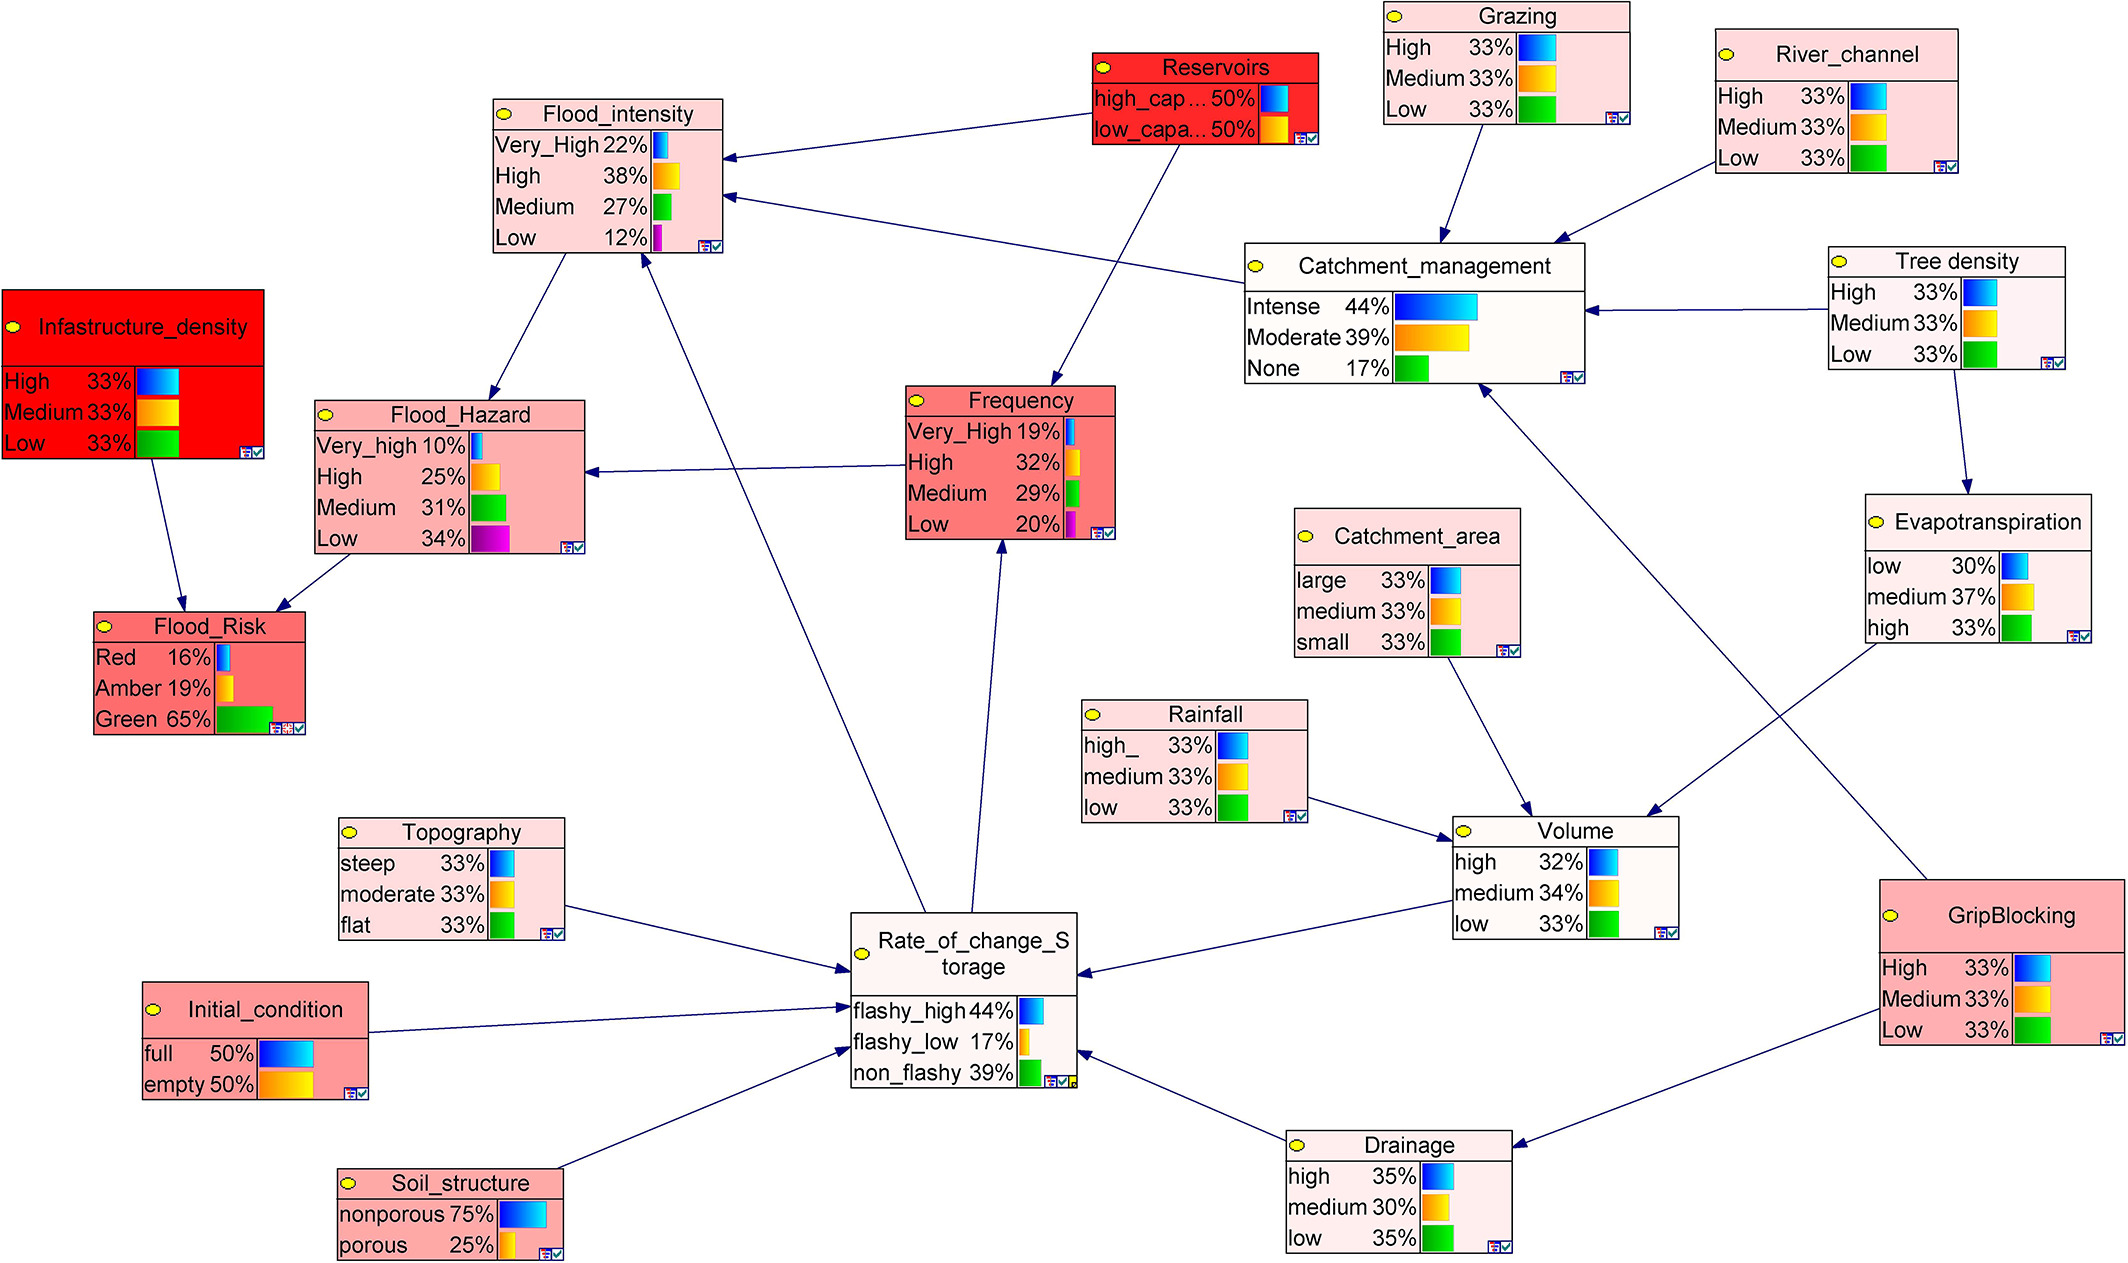 Grazing
High 33%
Medium 33%
Low 33%
River_channel
High 33%
Medium 33%
Low 33%
Reservoirs
high_cap... 50%
low_capa... 50%
Flood_intensity
Very_High 22%
High 38%
Medium 27%
Low 12%
Catchment_management
Intense 44%
Moderate 39%
None 17%
Tree density
High 33%
Medium 33%
Low 33%
Infastructure_density
High 33%
Medium 33%
Low 33%
Flood_Hazard
Very_high 10%
High 25%
Medium 31%
Low 34%
Frequency
Very_High 19%
High 32%
Medium 29%
Low 20%
Evapotranspiration
low 30%
medium 37%
high 33%
Catchment_area
large 33%
medium 33%
small 33%
Flood_Risk
Red 16%
Amber 19%
Green 65%
Rainfall
high_ 33%
medium 33%
low 33%
Topography
steep 33%
moderate 33%
flat 33%
Volume
high 32%
medium 34%
low 33%
GripBlocking
High 33%
Medium 33%
Low 33%
Rate_of_change_S
torage
flashy_high 44%
flashy_low 17%
non_flashy 39%
Initial_condition
full 50%
empty 50%
Drainage
high 35%
medium 30%
low 35%
Soil_structure
nonporous 75%
porous 25%